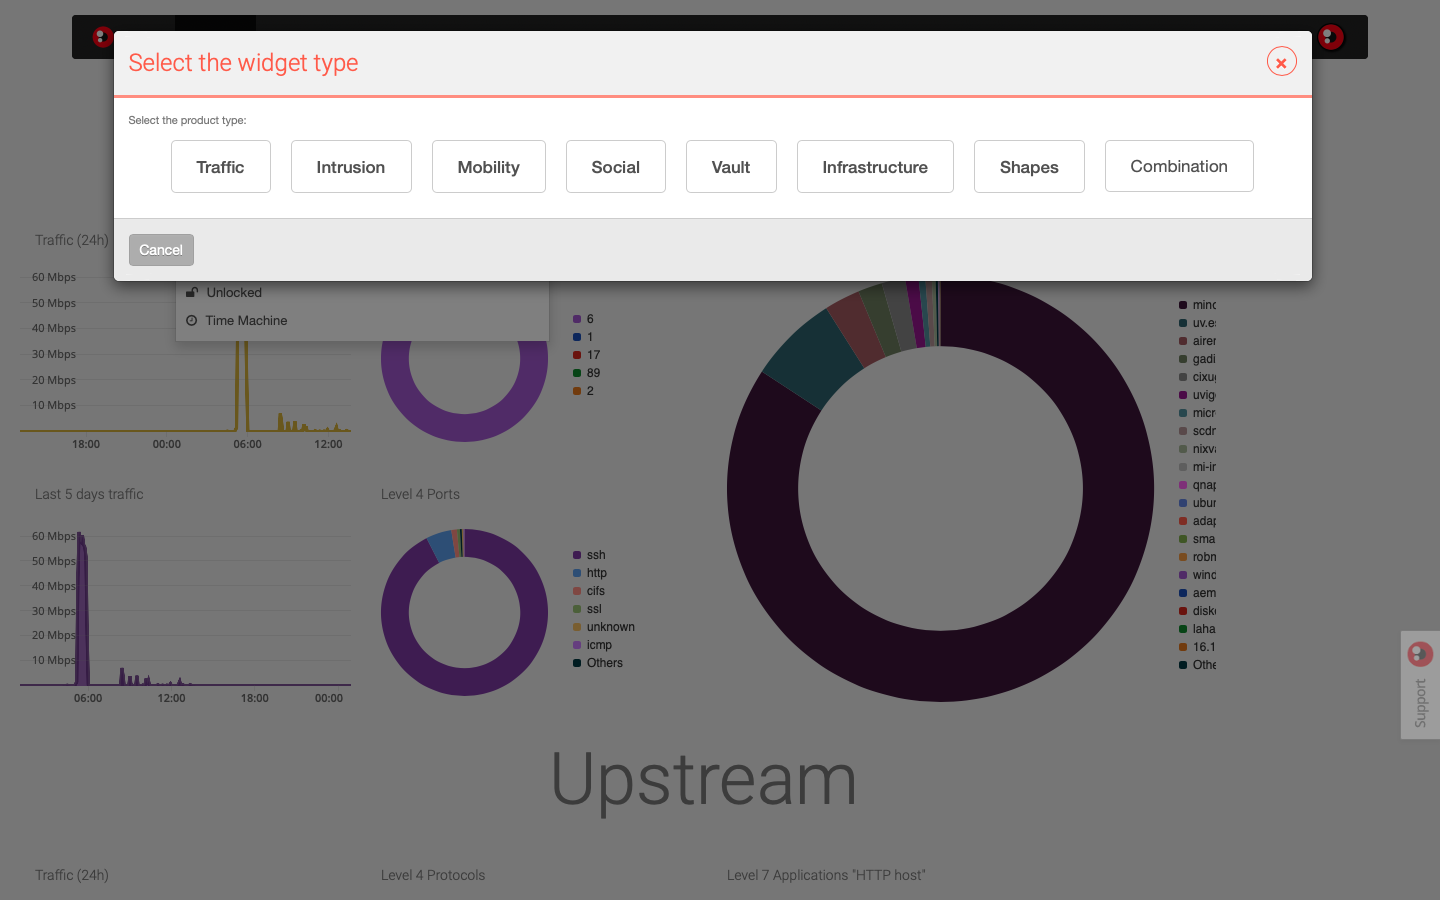 Select the widget type
Select the product type:
Traffic
Intrusion
Mobility
Social
Vault
Infrastructure
Shapes
Combination
Cancel
Unlocked
Time Machine
Traffic (24h)
60 Mbps
50 Mbps
40 Mbps
30 Mbps
20 Mbps
10 Mbps
18:00
00:00
06:00
12:00
6
1
17
89
2
Last 5 days traffic
60 Mbps
50 Mbps
40 Mbps
30 Mbps
20 Mbps
10 Mbps
06:00
12:00
18:00
00:00
Level 4 Ports
ssh
http
cifs
ssl
unknown
icmp
Others
uv.e
airer
gadi
cixu
uvig
micr
scdr
nixv
mi-ir
qnap
ubur
adap
sma
robn
wind
aem
disk
laha
16.1
Othe
Support
Upstream
Traffic (24h)
Level 4 Protocols
Level 7 Applications "HTTP host"